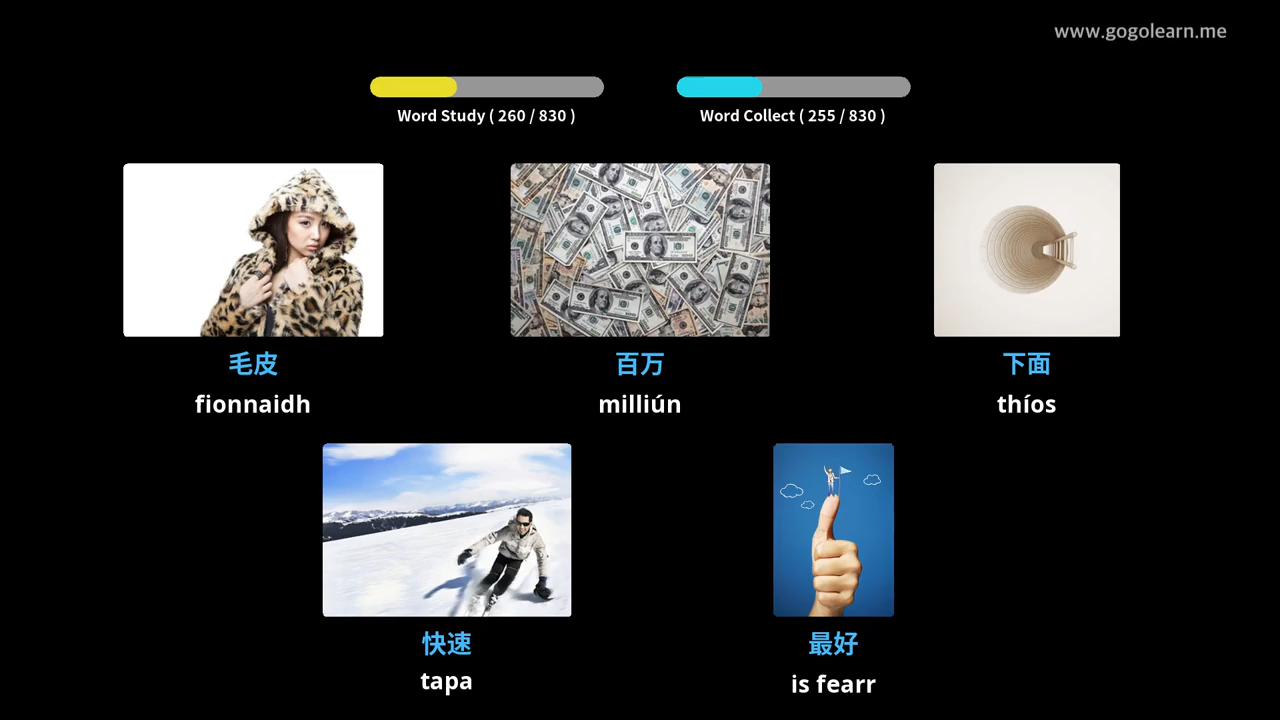 www.gogolearn.me
Word Study ( 260 / 830 )
Word Collect ( 255 / 830 )
毛皮
fionnaidh
百万
milliún
下面
thíos
快速
tapa
最好
is fearr